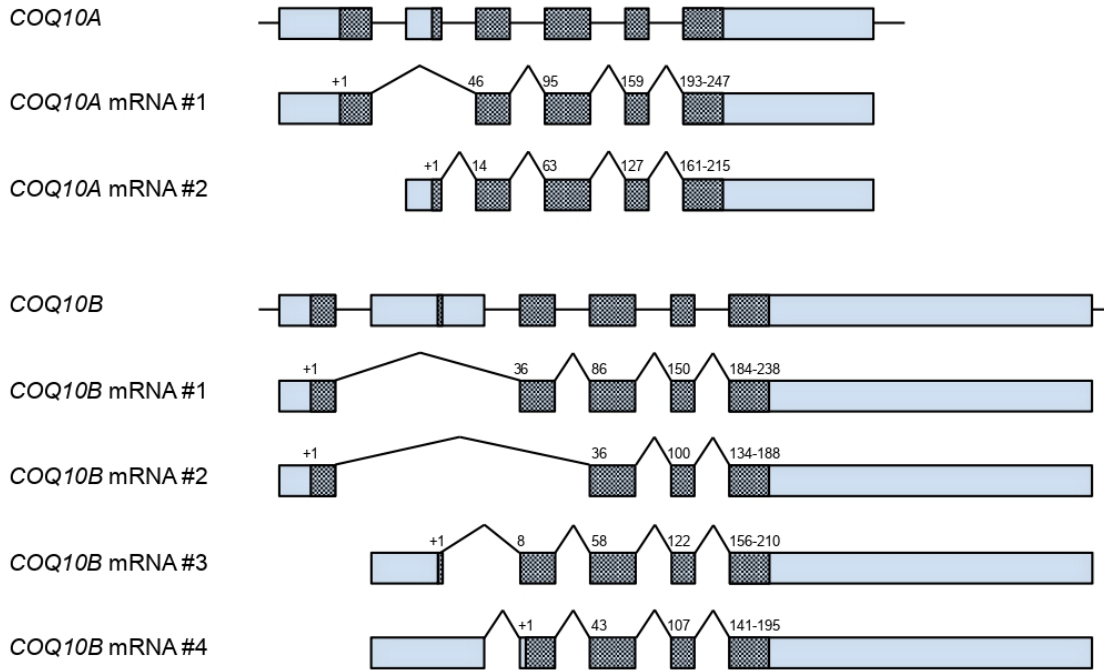 COQ10A
+1 46 95 159 193-247
COQ10A mRNA #1
+1 14 63 127 161-215
COQ10A mRNA #2
COQ10B
+1 36 86 150 184-238
COQ10B mRNA #1
+1 36 100 134-188
COQ10B mRNA #2
+1 8 58 122 156-210
COQ10B mRNA #3
+1 43 107 141-195
COQ10B mRNA #4